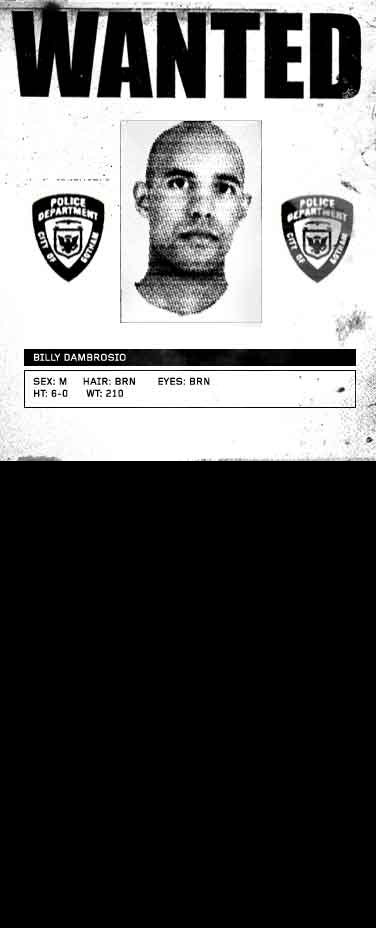 WANTED
POLICE
DEPARTMENT
CITY OF GOTHAM
POLICE
DEPARTMENT
CITY OF GOTHAM
BILLY DAMBROSIO
SEX: M HAIR: BRN EYES: BRN
HT: 6-0 WT: 210